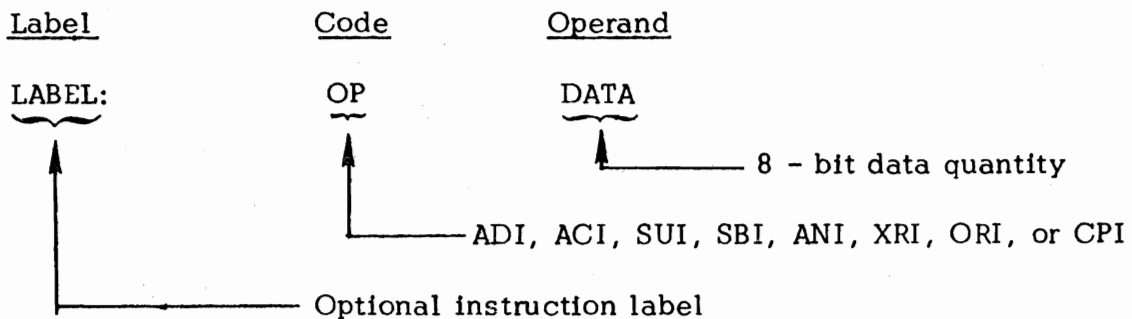 Label Code Operand
LABEL: OP DATA
8 - bit data quantity
ADI, ACI, SUI, SBI, ANI, XRI, ORI, or CPI
Optional instruction label